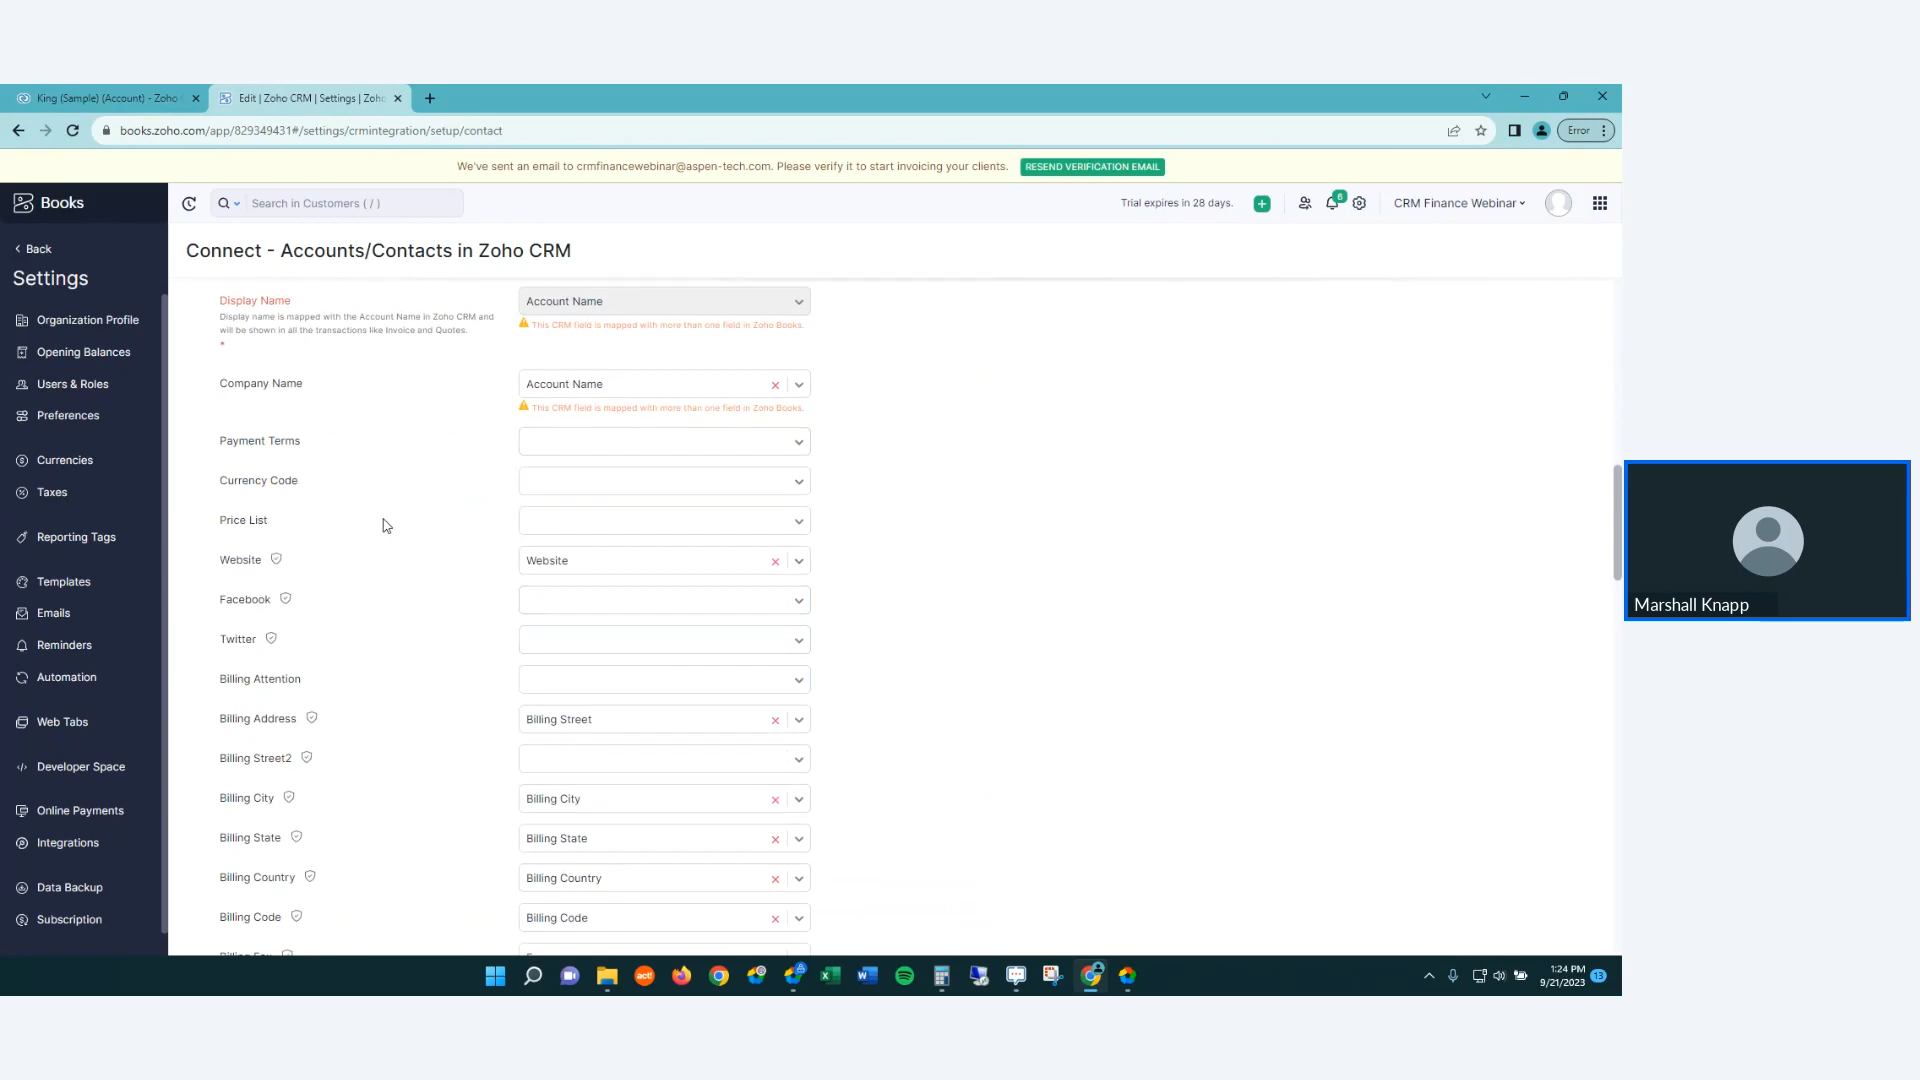 King (Sample) (Account) - Zoho
Edit | Zoho CRM | Settings | Zoho
books.zoho.com/app/829349431#/settings/crmintegration/setup/contact
Error
We've sent an email to crmfinancewebinar@aspen-tech.com. Please verify it to start invoicing your clients.
RESEND VERIFICATION EMAIL
Books
Search in Customers ( / )
Trial expires in 28 days.
6
CRM Finance Webinar
Back
Settings
Organization Profile
Opening Balances
Users & Roles
Preferences
Currencies
Taxes
Reporting Tags
Templates
Emails
Reminders
Automation
Web Tabs
Developer Space
Online Payments
Integrations
Data Backup
Subscription
Connect - Accounts/Contacts in Zoho CRM
Display Name
Display name is mapped with the Account Name in Zoho CRM and
will be shown in all the transactions like Invoice and Quotes.
*
Account Name
This CRM field is mapped with more than one field in Zoho Books.
Company Name
Account Name
This CRM field is mapped with more than one field in Zoho Books.
Payment Terms
Currency Code
Price List
Website
Website
Facebook
Twitter
Billing Attention
Billing Address
Billing Street
Billing Street2
Billing City
Billing City
Billing State
Billing State
Billing Country
Billing Country
Billing Code
Billing Code
Marshall Knapp
act!
1:24 PM
9/21/2023
13